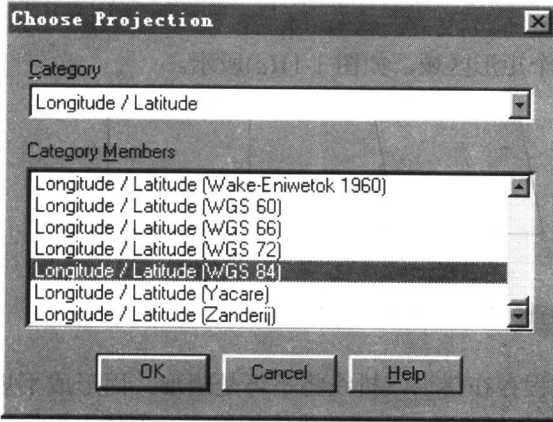 Choose Projection
Category
Longitude / Latitude
Category Members
Longitude / Latitude (Wake-Eniwetok 1960)
Longitude / Latitude (WGS 60)
Longitude / Latitude (WGS 66)
Longitude / Latitude (WGS 72)
Longitude / Latitude (WGS 84)
Longitude / Latitude (Yacare)
Longitude / Latitude (Zanderij)
OK
Cancel
Help